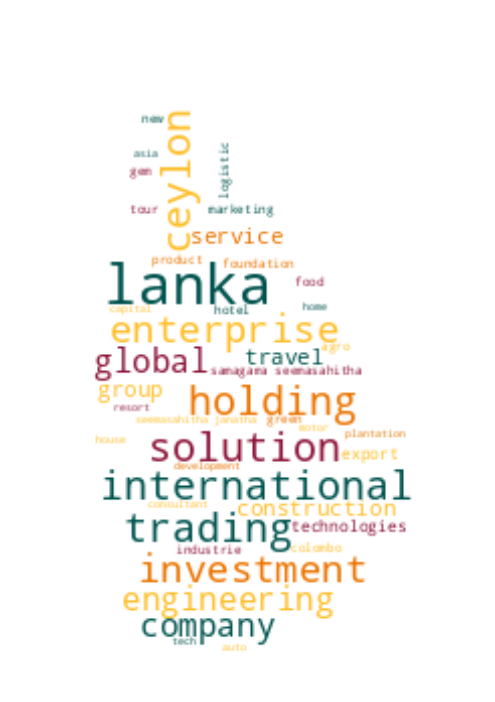 new
ceylon
asia
logistic
gem
tour
marketing
service
product
foundation
lanka
food
capital
hotel
home
enterprise
agro
global
travel
samagama seemasahitha
group
holding
resort
seemasahitha janatha
green
motor
house
plantation
solution
export
development
international
consultant
construction
trading
technologies
industrie
colombo
investment
engineering
company
tech
auto